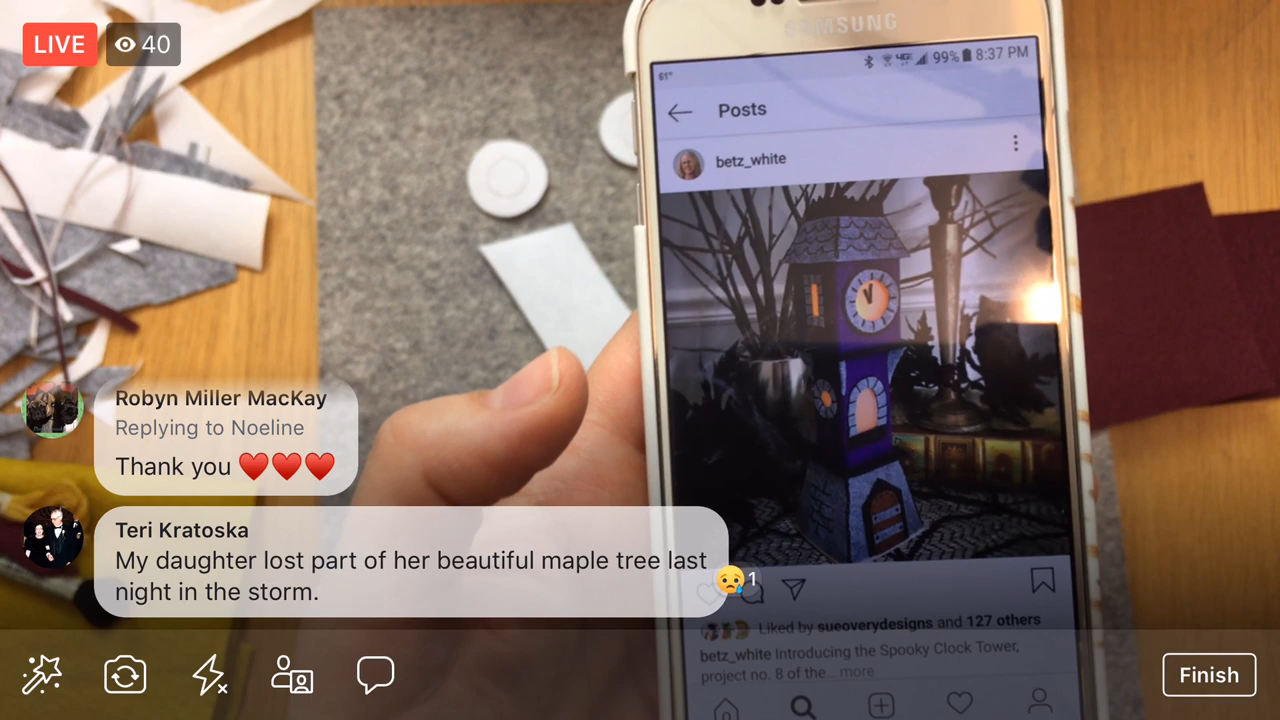 LIVE
40
SAMSUNG
61°
99% 8:37 PM
Posts
betz_white
Robyn Miller MacKay
Replying to Noeline
Thank you ❤️❤️❤️
Teri Kratoska
My daughter lost part of her beautiful maple tree last
night in the storm.
1
Liked by sueoverydesigns and 127 others
betz_white Introducing the Spooky Clock Tower,
project no. 8 of the... more
Finish